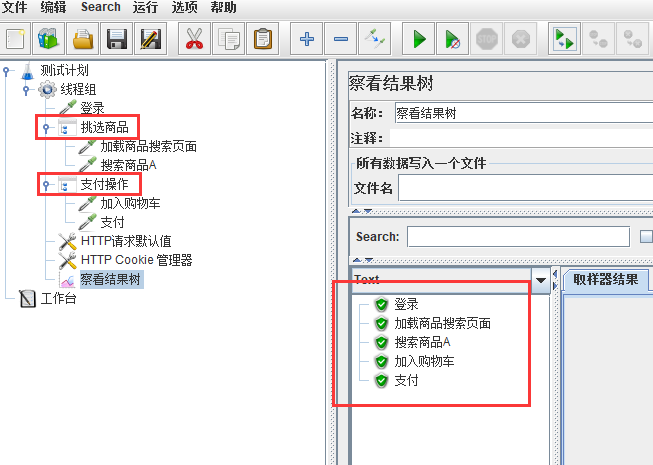 文件 编辑 Search 运行 选项 帮助
测试计划
线程组
登录
挑选商品
加载商品搜索页面
搜索商品A
支付操作
加入购物车
支付
HTTP请求默认值
HTTP Cookie 管理器
察看结果树
工作台
察看结果树
名称: 察看结果树
注释:
所有数据写入一个文件
文件名
Search:
Text
取样器结果
登录
加载商品搜索页面
搜索商品A
加入购物车
支付
STOP